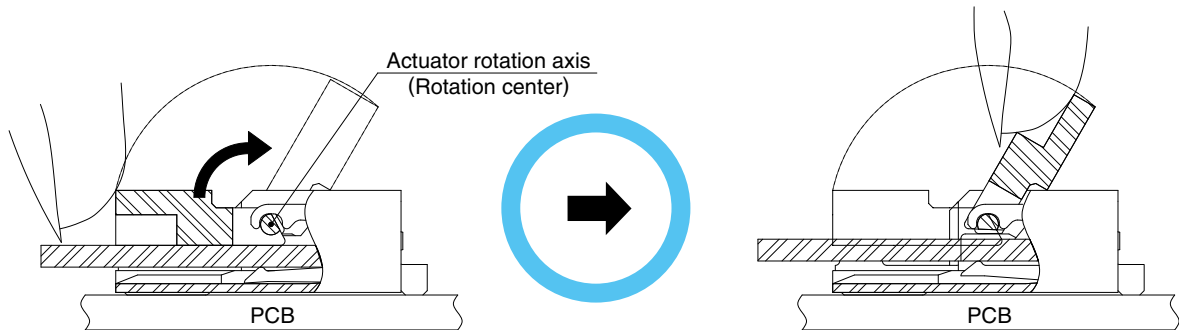 Actuator rotation axis
(Rotation center)
PCB
PCB